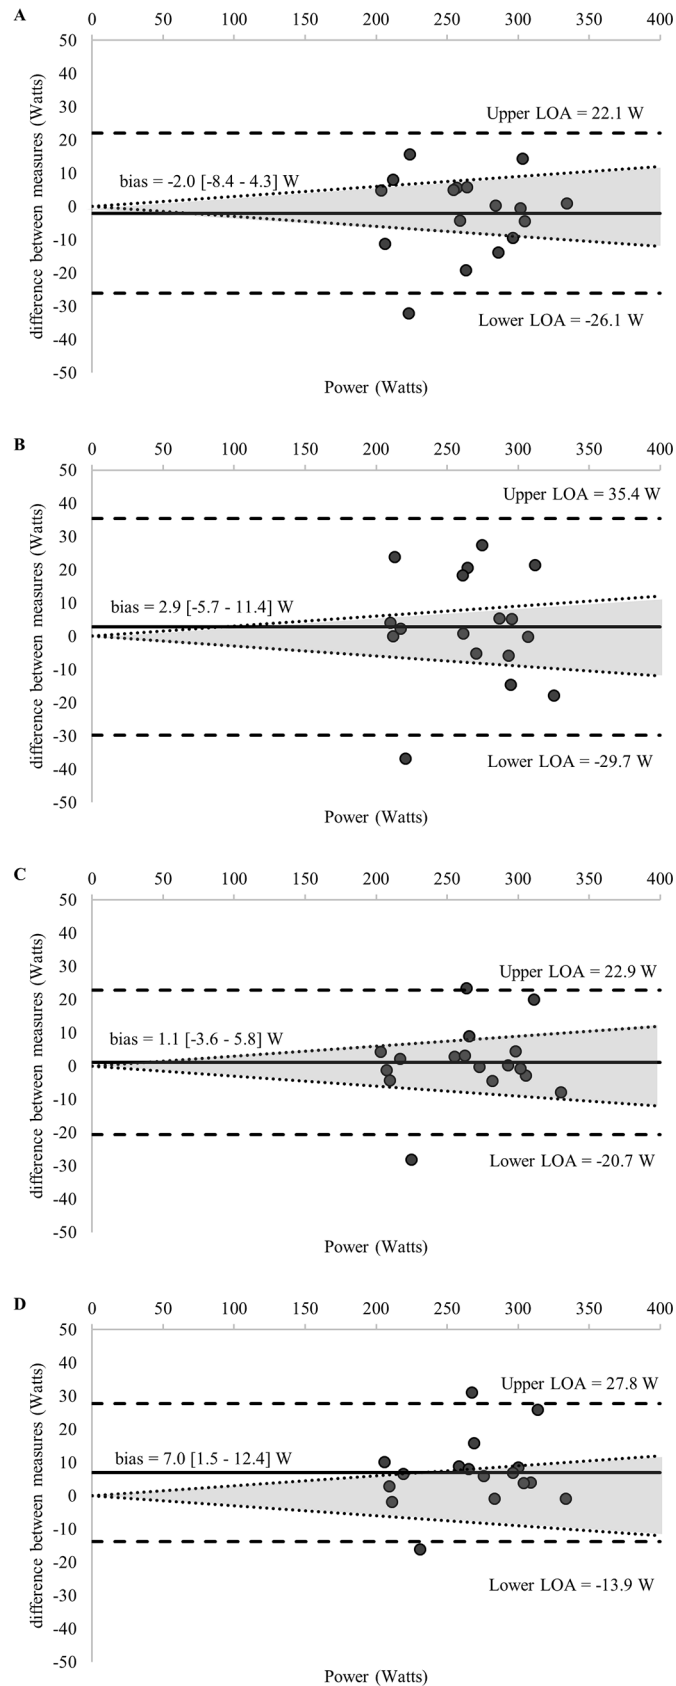 A
0 50 100 150 200 250 300 350 400
50
40
30
20
10
0
-10
-20
-30
-40
-50
difference between measures (Watts)
Upper LOA = 22.1 W
bias = -2.0 [-8.4 - 4.3] W
Lower LOA = -26.1 W
Power (Watts)
B
0 50 100 150 200 250 300 350 400
50
40
30
20
10
0
-10
-20
-30
-40
-50
difference between measures (Watts)
Upper LOA = 35.4 W
bias = 2.9 [-5.7 - 11.4] W
Lower LOA = -29.7 W
Power (Watts)
C
0 50 100 150 200 250 300 350 400
50
40
30
20
10
0
-10
-20
-30
-40
-50
difference between measures (Watts)
Upper LOA = 22.9 W
bias = 1.1 [-3.6 - 5.8] W
Lower LOA = -20.7 W
Power (Watts)
D
0 50 100 150 200 250 300 350 400
50
40
30
20
10
0
-10
-20
-30
-40
-50
difference between measures (Watts)
Upper LOA = 27.8 W
bias = 7.0 [1.5 - 12.4] W
Lower LOA = -13.9 W
Power (Watts)